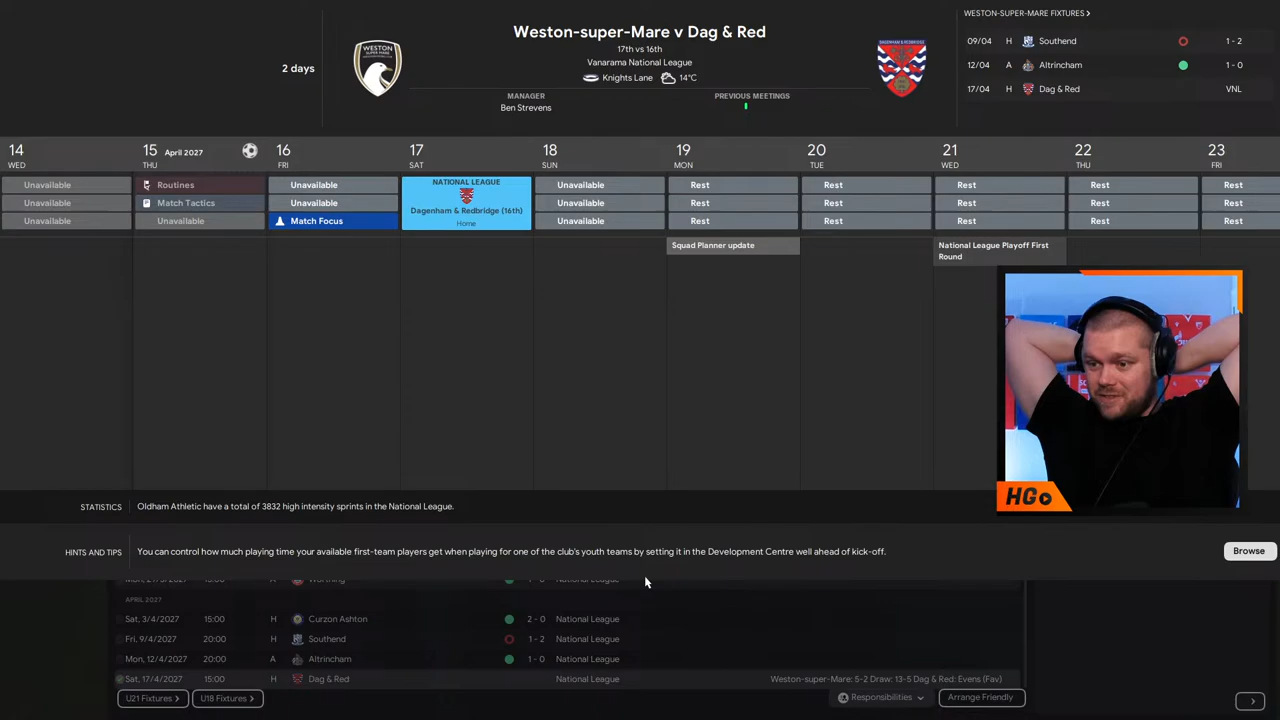 Weston-super-Mare v Dag & Red
17th vs 16th
Vanarama National League
2 days
Knights Lane 14°C
MANAGER
Ben Strevens
PREVIOUS MEETINGS
WESTON-SUPER-MARE FIXTURES >
09/04 H Southend 1 - 2
12/04 A Altrincham 1 - 0
17/04 H Dag & Red VNL
14 15 April 2027 16 17 18 19 20 21 22 23
WED THU FRI SAT SUN MON TUE WED THU FRI
Unavailable Routines Unavailable NATIONAL LEAGUE Unavailable Rest Rest Rest Rest Rest
Unavailable Match Tactics Unavailable Dagenham & Redbridge (16th) Unavailable Rest Rest Rest Rest Rest
Unavailable Unavailable Match Focus Home Unavailable Rest Rest Rest Rest Rest
Squad Planner update
National League Playoff First
Round
HGo
STATISTICS Oldham Athletic have a total of 3832 high intensity sprints in the National League.
HINTS AND TIPS You can control how much playing time your available first-team players get when playing for one of the club's youth teams by setting it in the Development Centre well ahead of kick-off. Browse
15:00 A Worthing 1 - 0 National League
APRIL 2027
Sat, 3/4/2027 15:00 H Curzon Ashton 2 - 0 National League
Fri, 9/4/2027 20:00 H Southend 1 - 2 National League
Mon, 12/4/2027 20:00 A Altrincham 1 - 0 National League
Sat, 17/4/2027 15:00 H Dag & Red National League Weston-super-Mare: 5-2 Draw: 13-5 Dag & Red: Evens (Fav)
U21 Fixtures > U18 Fixtures > Responsibilities Arrange Friendly